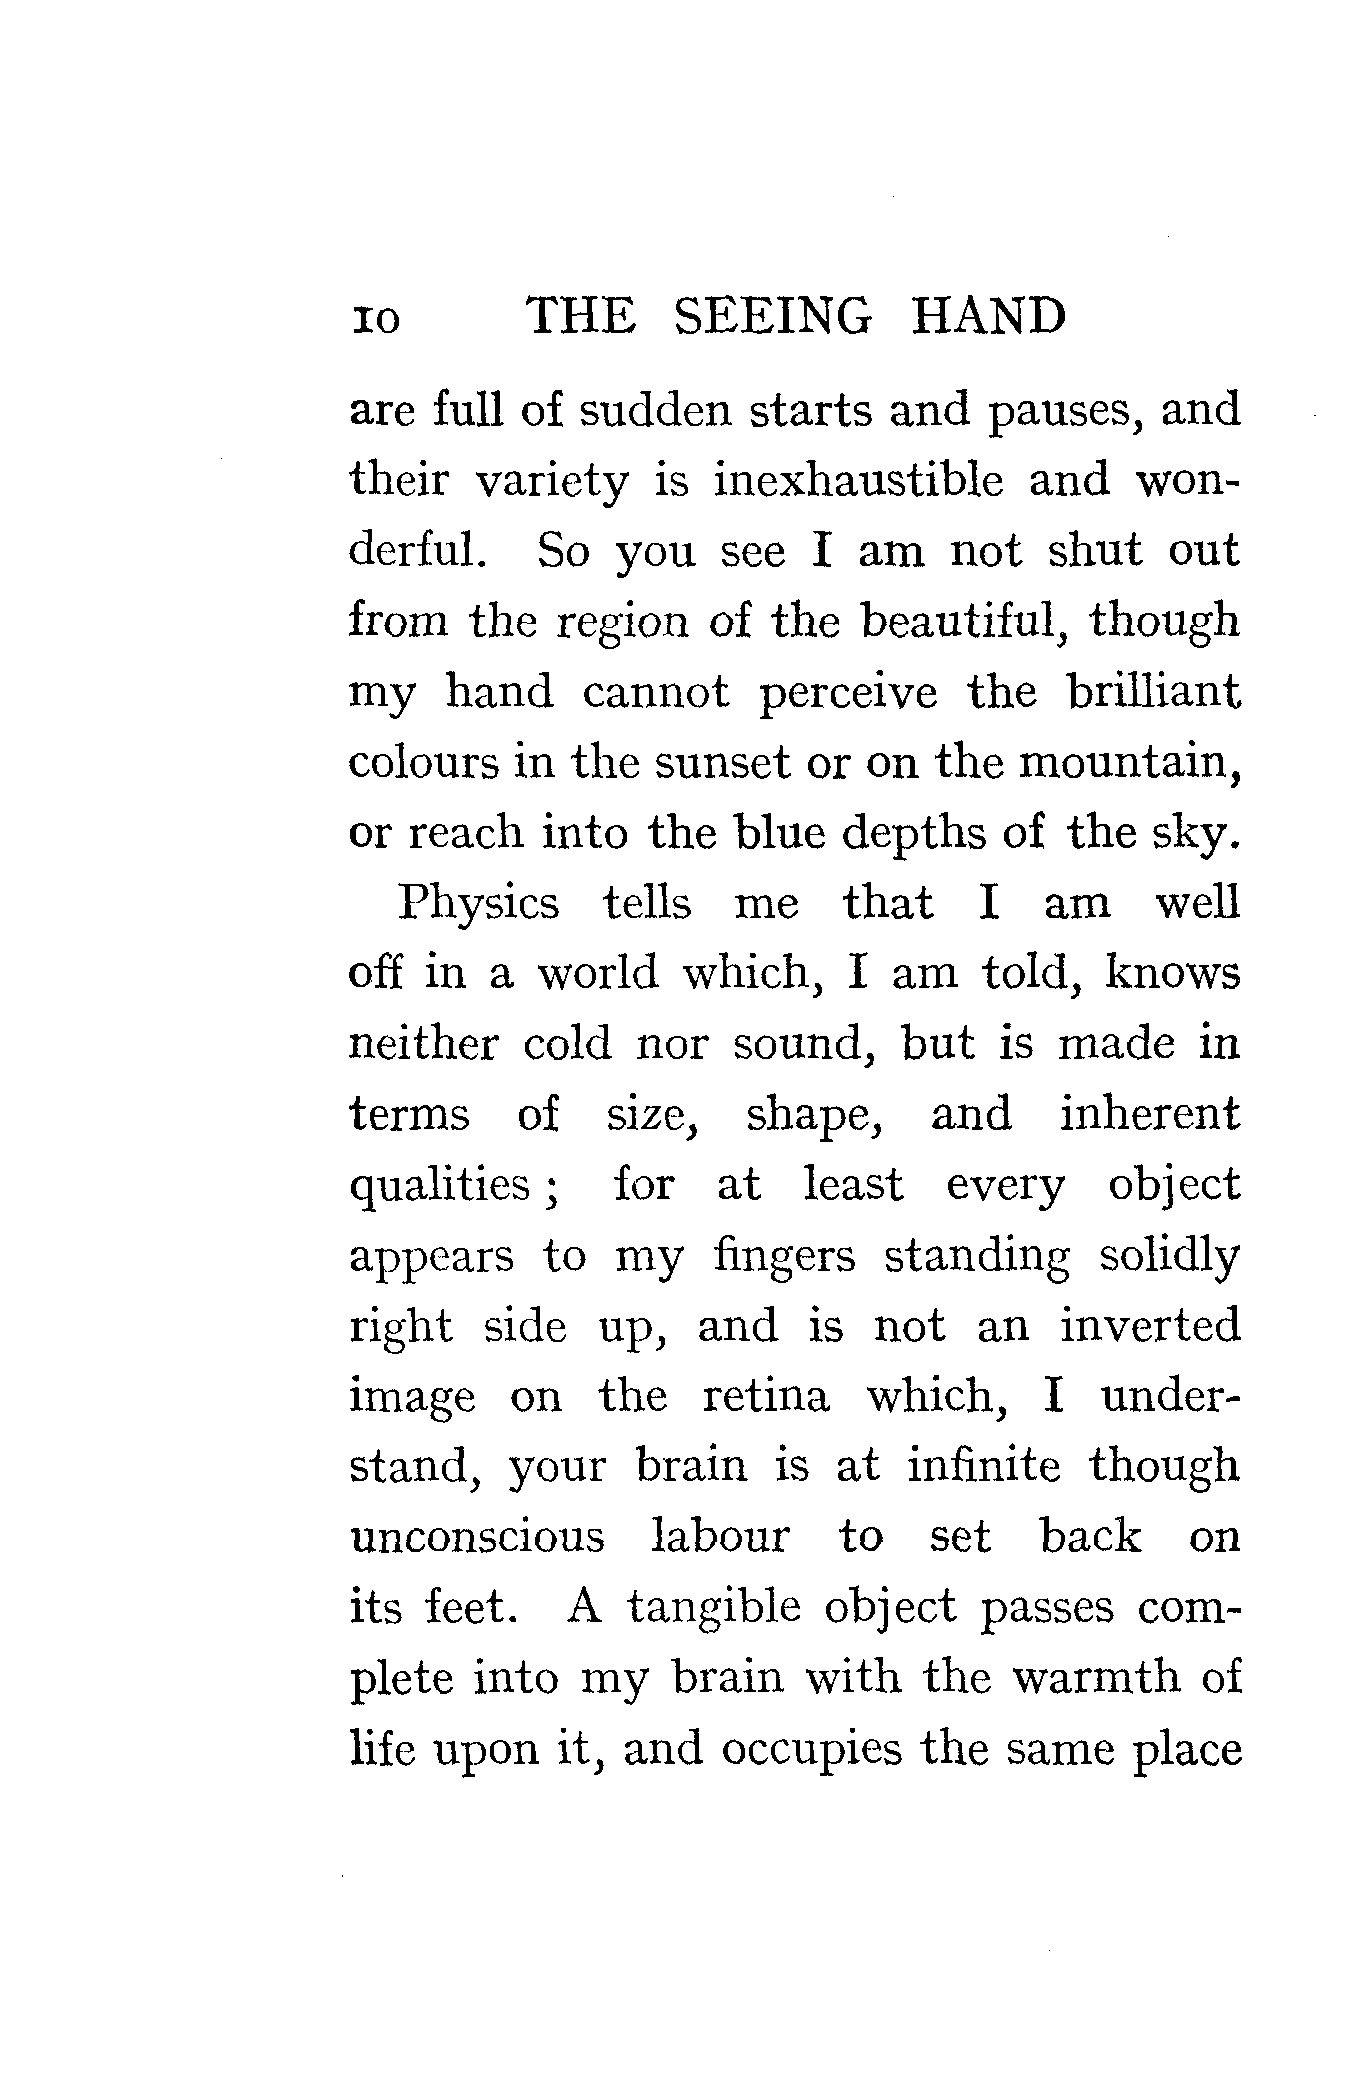 10 THE SEEING HAND
are full of sudden starts and pauses, and
their variety is inexhaustible and won-
derful. So you see I am not shut out
from the region of the beautiful, though
my hand cannot perceive the brilliant
colours in the sunset or on the mountain,
or reach into the blue depths of the sky.
Physics tells me that I am well
off in a world which, I am told, knows
neither cold nor sound, but is made in
terms of size, shape, and inherent
qualities ; for at least every object
appears to my fingers standing solidly
right side up, and is not an inverted
image on the retina which, I under-
stand, your brain is at infinite though
unconscious labour to set back on
its feet. A tangible object passes com-
plete into my brain with the warmth of
life upon it, and occupies the same place